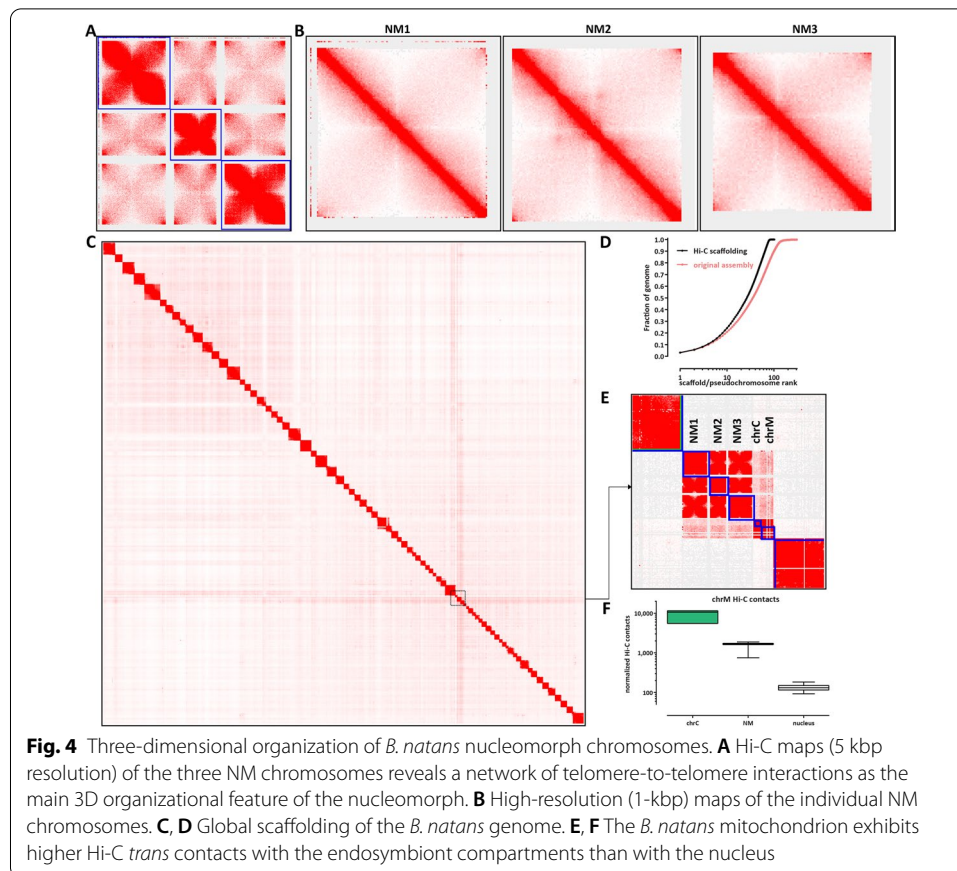 A
B
NM1
NM2
NM3
C
D
1.0
0.9
0.8
0.7
0.6
0.5
0.4
0.3
0.2
0.1
0.0
Fraction of genome
Hi-C scaffolding
original assembly
1
10
100
scaffold/pseudochromosome rank
E
NM1
NM2
NM3
chrC
chrM
F
chrM Hi-C contacts
normalized Hi-C contacts
10,000
1,000
100
chrC
NM
nucleus
Fig. 4 Three-dimensional organization of B. natans nucleomorph chromosomes. A Hi-C maps (5 kbp
resolution) of the three NM chromosomes reveals a network of telomere-to-telomere interactions as the
main 3D organizational feature of the nucleomorph. B High-resolution (1-kbp) maps of the individual NM
chromosomes. C, D Global scaffolding of the B. natans genome. E, F The B. natans mitochondrion exhibits
higher Hi-C trans contacts with the endosymbiont compartments than with the nucleus